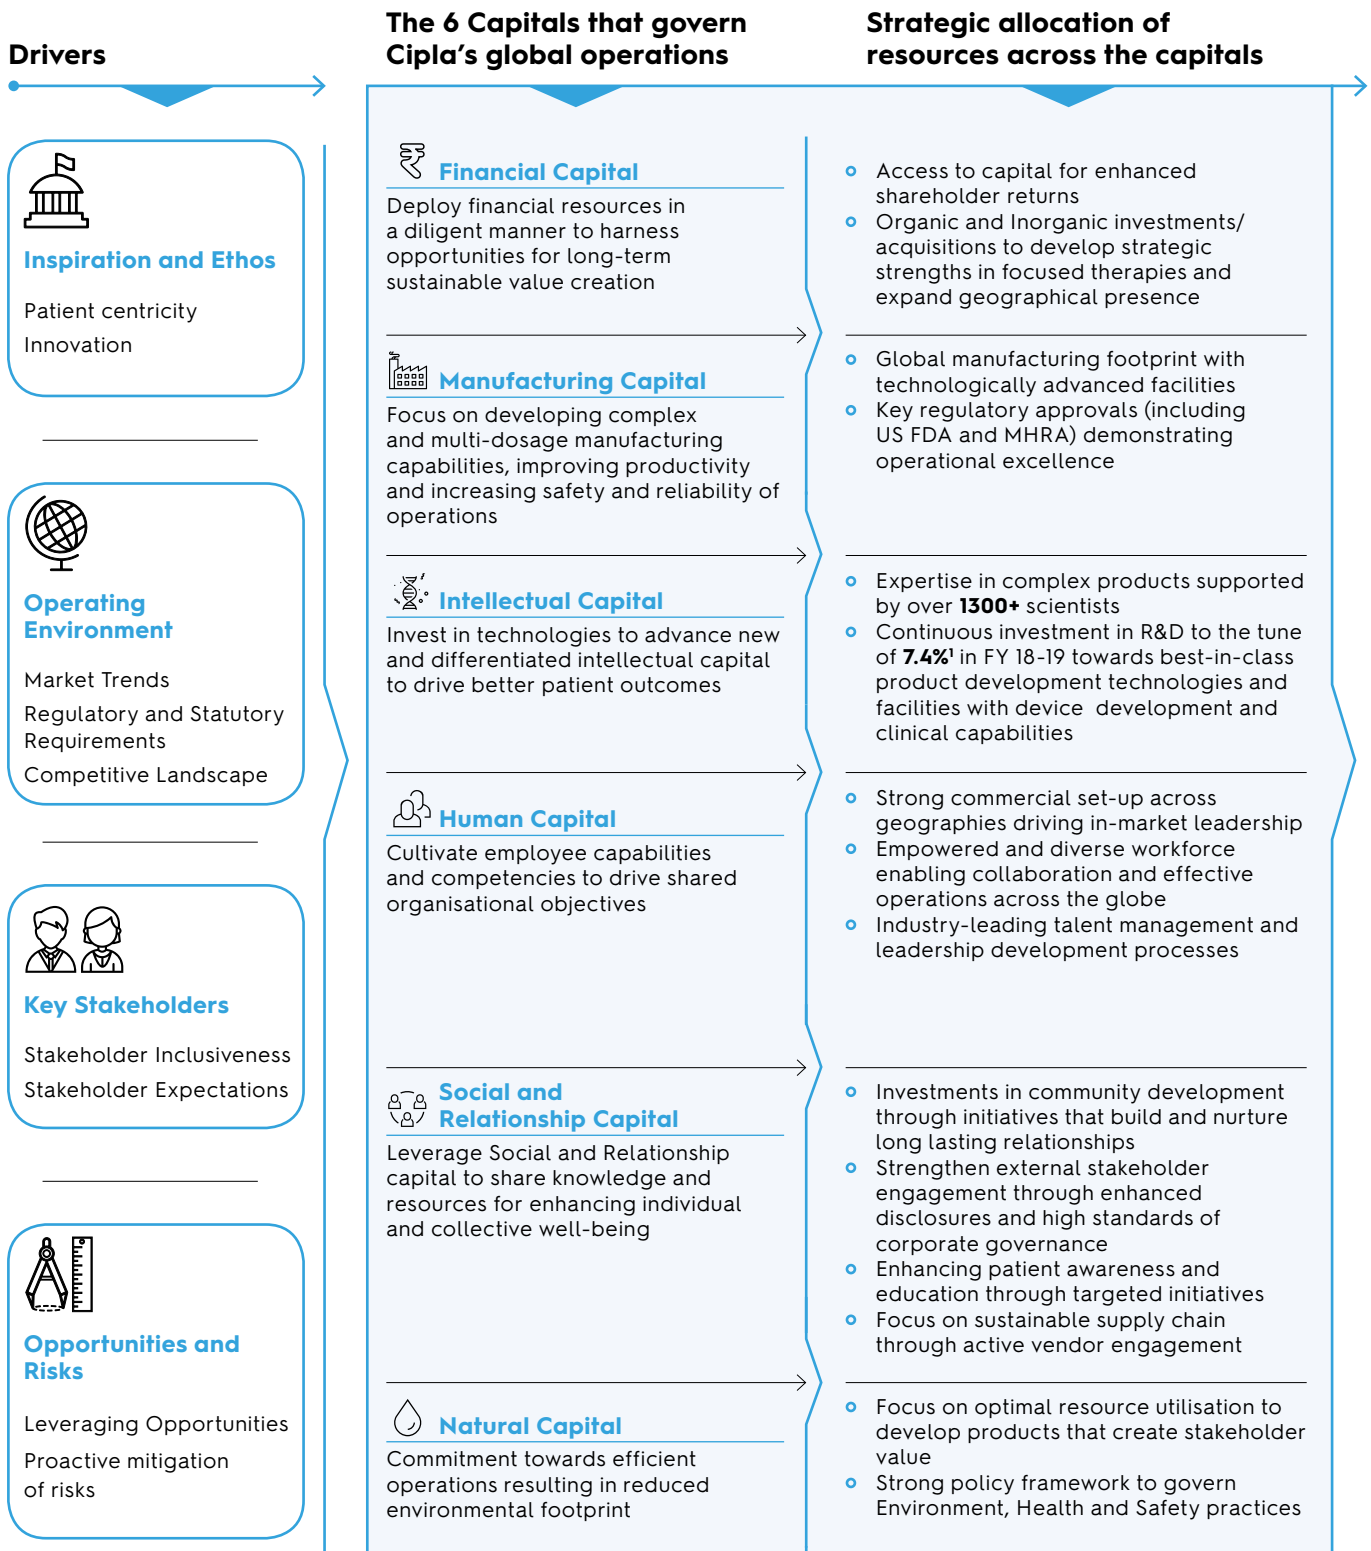 Drivers
Inspiration and Ethos
Patient centricity
Innovation
Operating
Environment
Market Trends
Regulatory and Statutory
Requirements
Competitive Landscape
Key Stakeholders
Stakeholder Inclusiveness
Stakeholder Expectations
Opportunities and
Risks
Leveraging Opportunities
Proactive mitigation
of risks
The 6 Capitals that govern
Cipla's global operations
Strategic allocation of
resources across the capitals
Financial Capital
Deploy financial resources in
a diligent manner to harness
opportunities for long-term
sustainable value creation
Access to capital for enhanced
shareholder returns
Organic and Inorganic investments/
acquisitions to develop strategic
strengths in focused therapies and
expand geographical presence
Manufacturing Capital
Focus on developing complex
and multi-dosage manufacturing
capabilities, improving productivity
and increasing safety and reliability of
operations
Global manufacturing footprint with
technologically advanced facilities
Key regulatory approvals (including
US FDA and MHRA) demonstrating
operational excellence
Intellectual Capital
Invest in technologies to advance new
and differentiated intellectual capital
to drive better patient outcomes
Expertise in complex products supported
by over 1300+ scientists
Continuous investment in R&D to the tune
of 7.4%¹ in FY 18-19 towards best-in-class
product development technologies and
facilities with device development and
clinical capabilities
Human Capital
Cultivate employee capabilities
and competencies to drive shared
organisational objectives
Strong commercial set-up across
geographies driving in-market leadership
Empowered and diverse workforce
enabling collaboration and effective
operations across the globe
Industry-leading talent management and
leadership development processes
Social and
Relationship Capital
Leverage Social and Relationship
capital to share knowledge and
resources for enhancing individual
and collective well-being
Investments in community development
through initiatives that build and nurture
long lasting relationships
Strengthen external stakeholder
engagement through enhanced
disclosures and high standards of
corporate governance
Enhancing patient awareness and
education through targeted initiatives
Focus on sustainable supply chain
through active vendor engagement
Natural Capital
Commitment towards efficient
operations resulting in reduced
environmental footprint
Focus on optimal resource utilisation to
develop products that create stakeholder
value
Strong policy framework to govern
Environment, Health and Safety practices